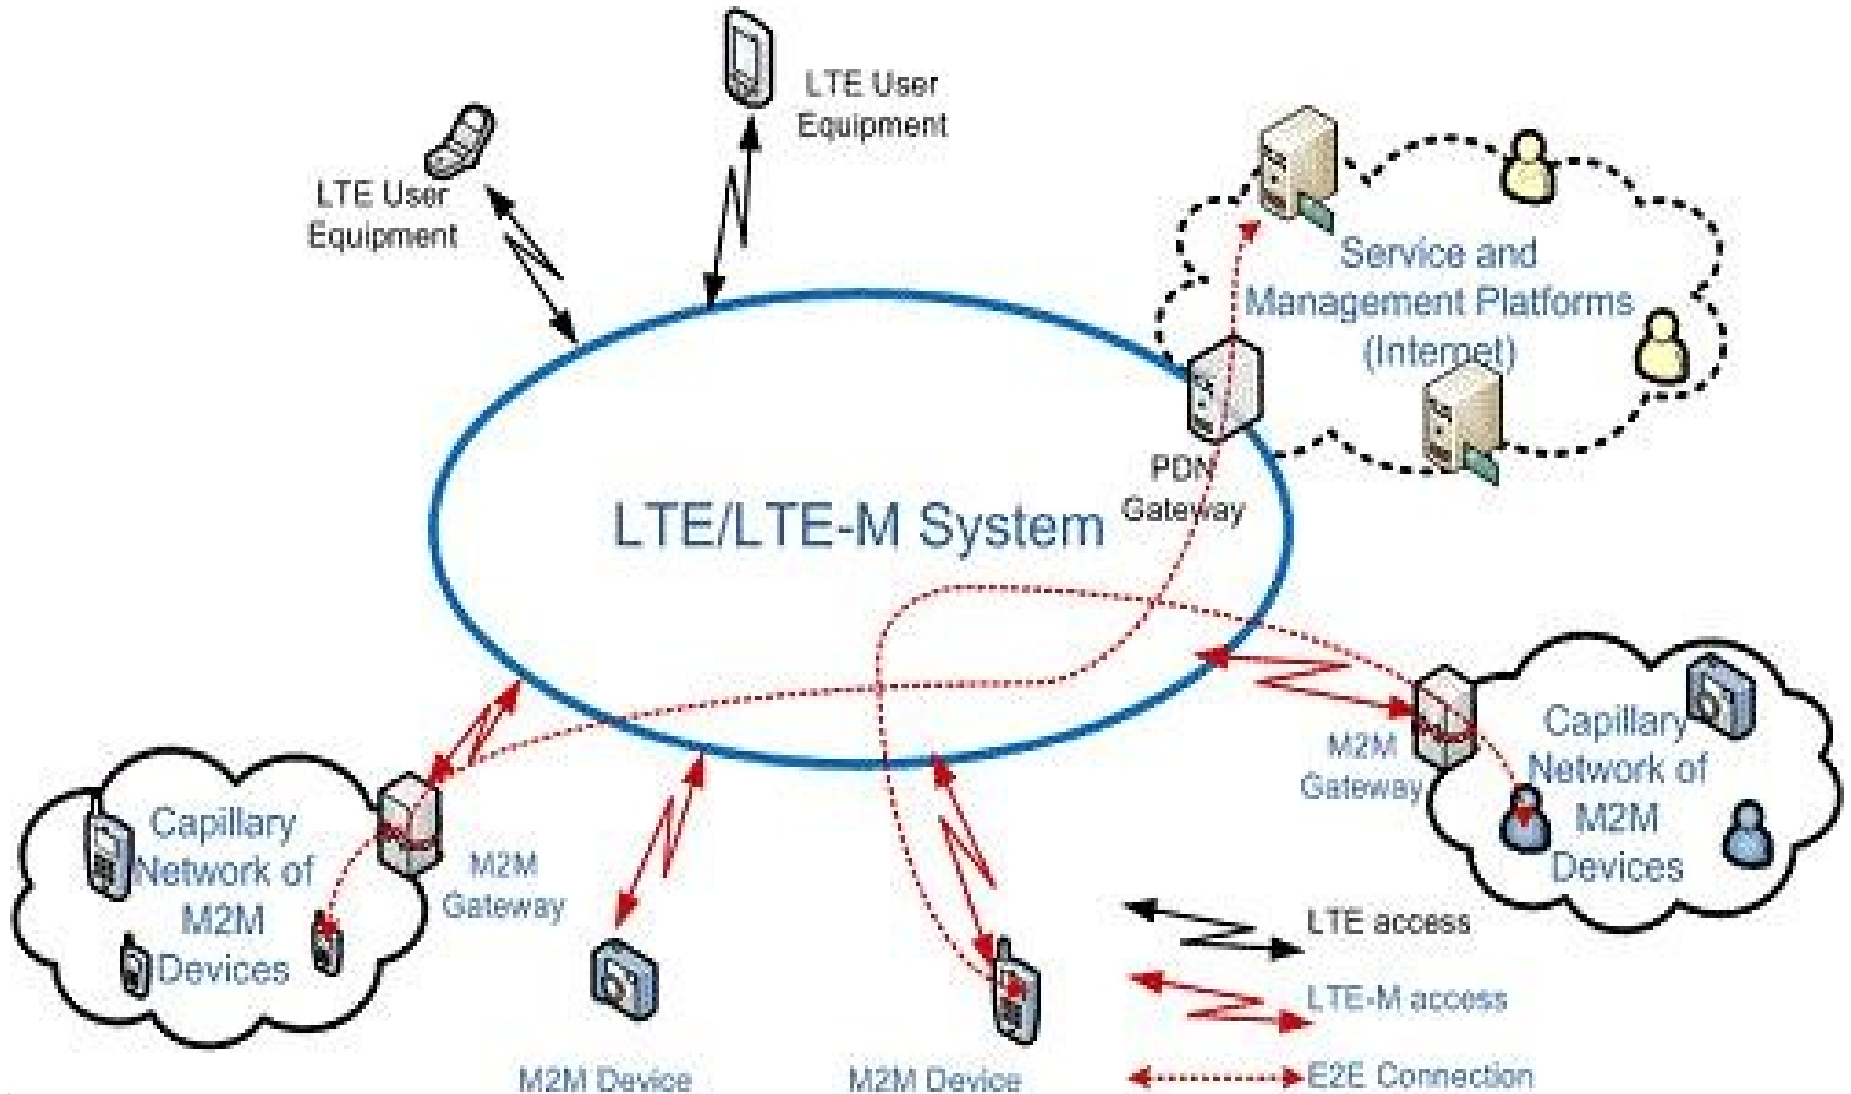 LTE User
Equipment
LTE User
Equipment
Service and
Management Platforms
(Internet)
PDN
Gateway
LTE/LTE-M System
Capillary
Network of
M2M
Devices
M2M
Gateway
Capillary
Network of
M2M
Devices
M2M
Gateway
LTE access
LTE-M access
E2E Connection
M2M Device
M2M Device